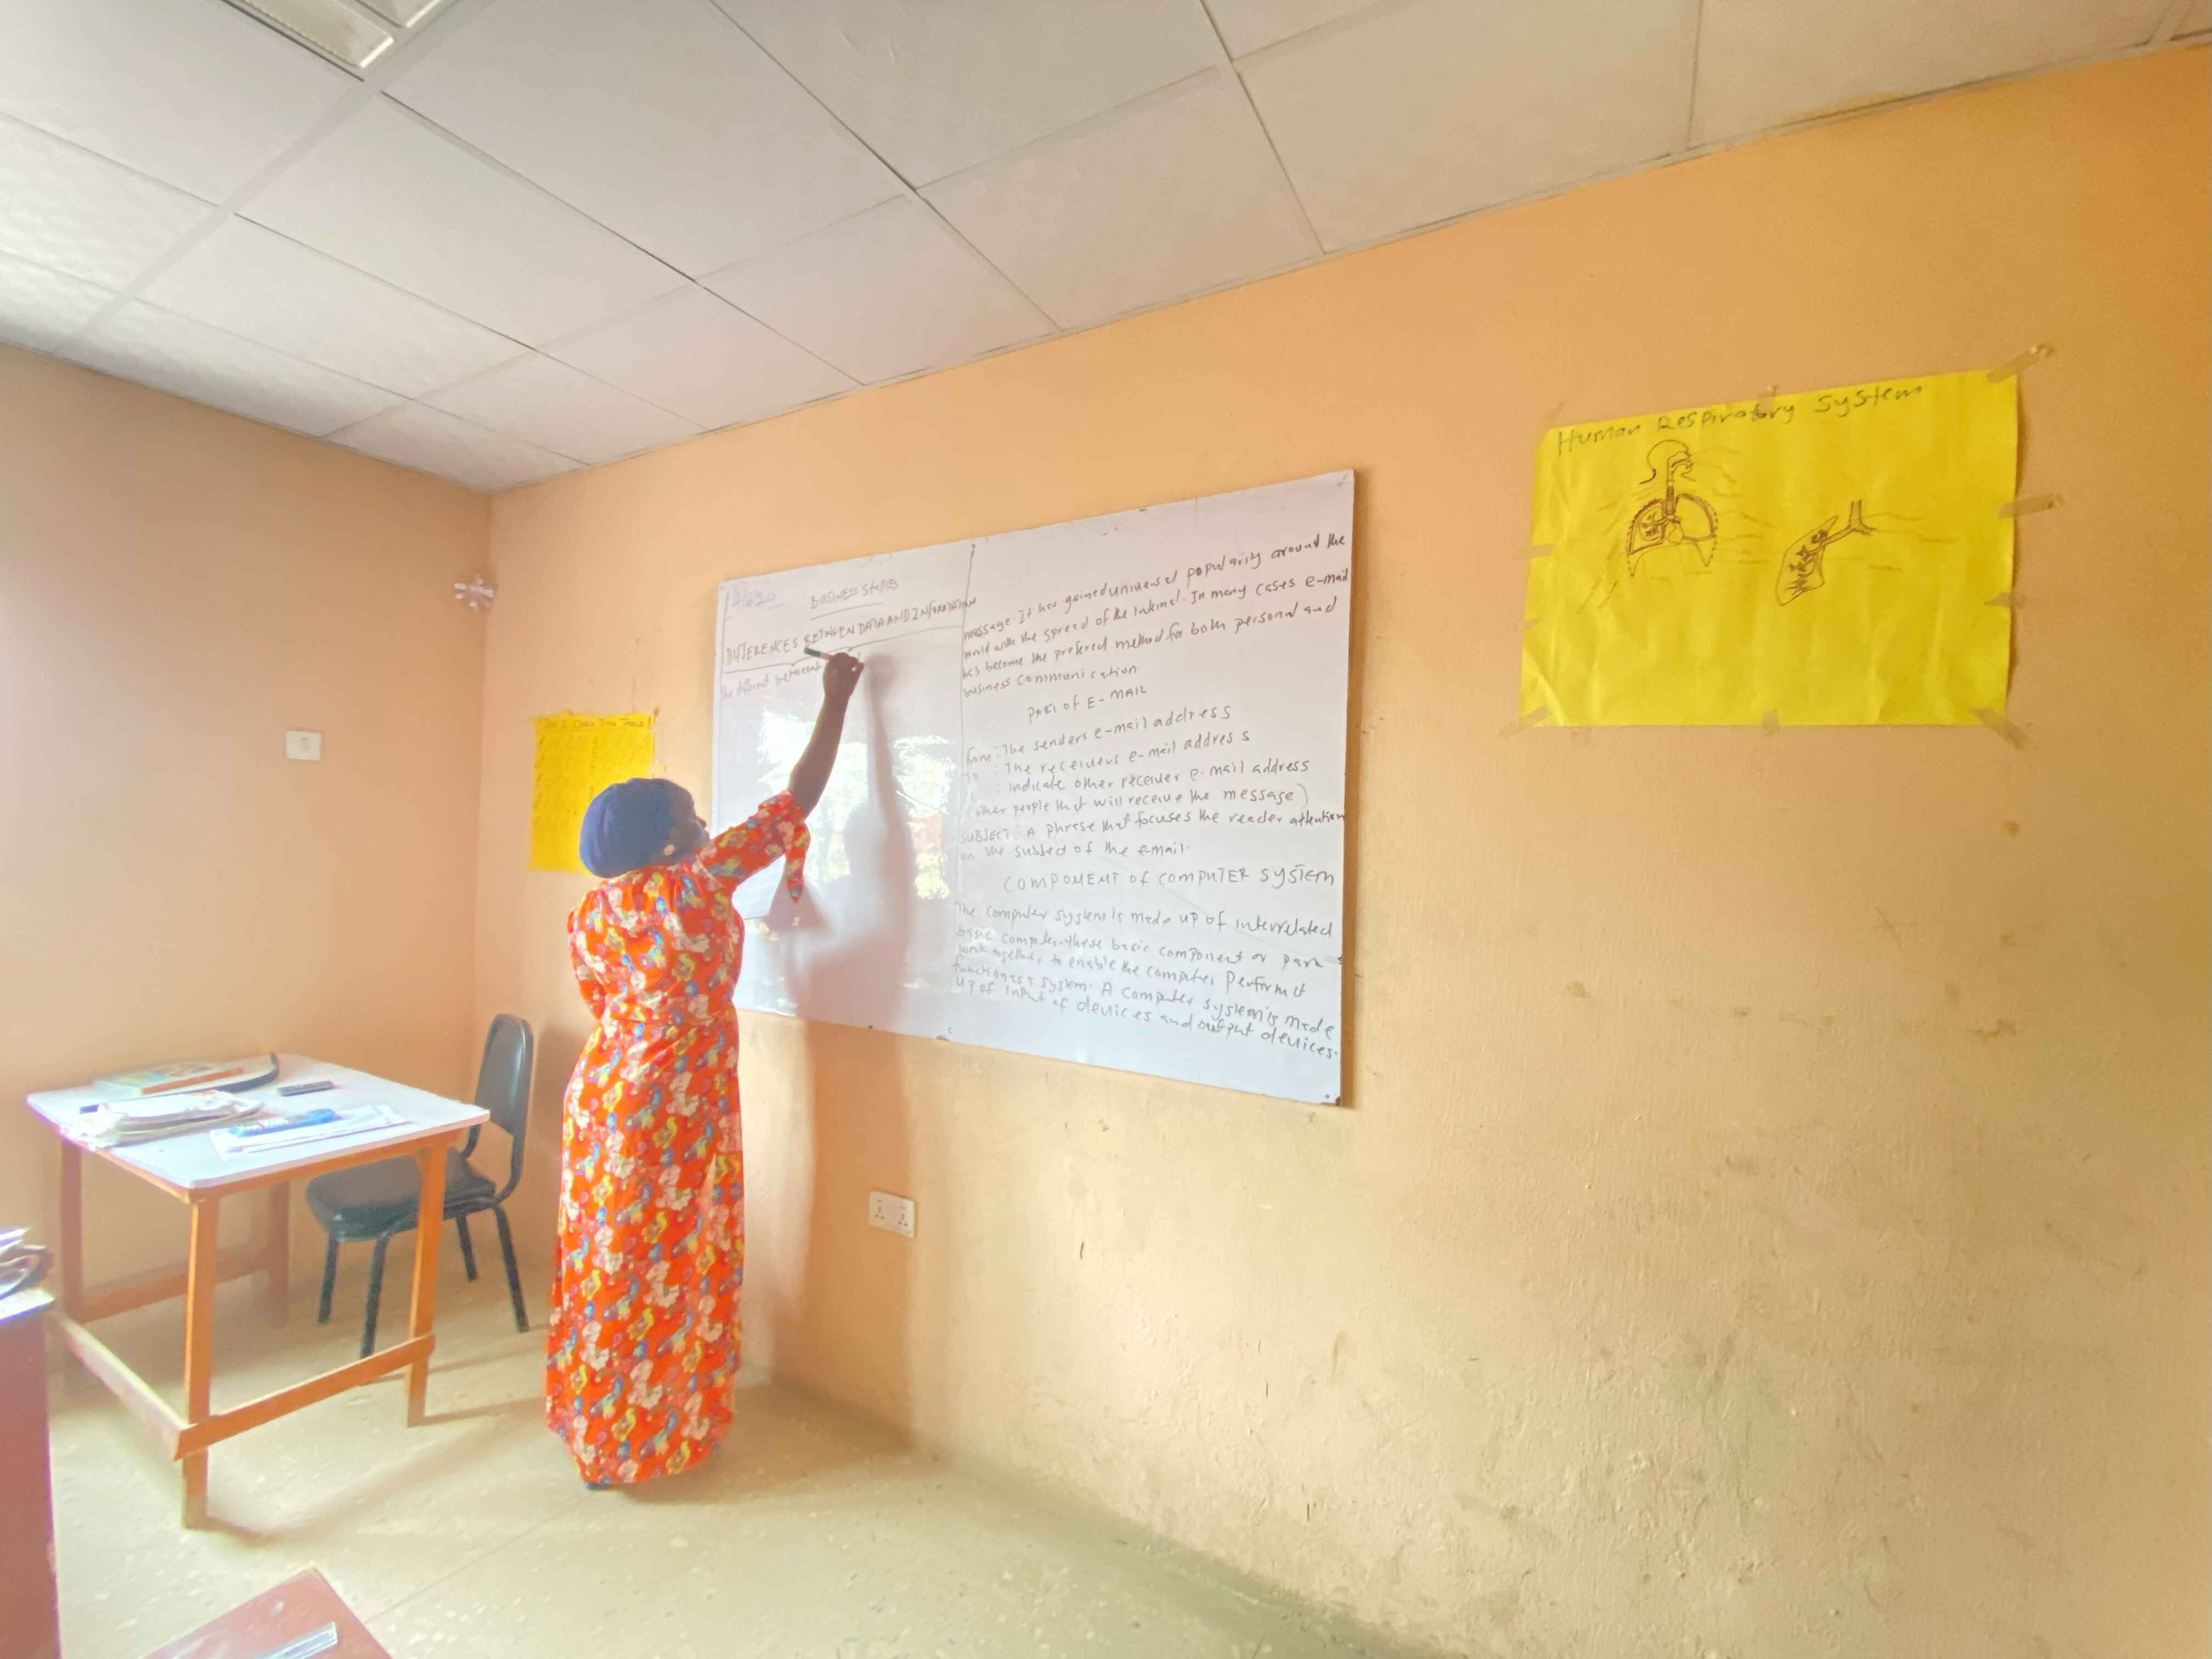 BUSINESS STUDIES
DIFFERENCES BETWEEN DATA AND INFORMATION
The different between
message. It has gained universal popularity around the
world with the spread of the In many cases e-mail
has become the prefered method for both personal and
business communication.
PART of E-MAIL
From: The senders e-mail address
To : The receivers e-mail address
: Indicate other receiver e-mail address
(other people that will receive the message)
SUBJECT: A phrase that focuses the reader attention
on the subject of the email.
COMPONENT of COMPUTER SYSTEM
The computer system is made up of interrelated
basic computer. these basic component or part
work together to enable the computer perform it
function as a system. A computer system is made
up of input of devices and output devices.
Human Respiratory System